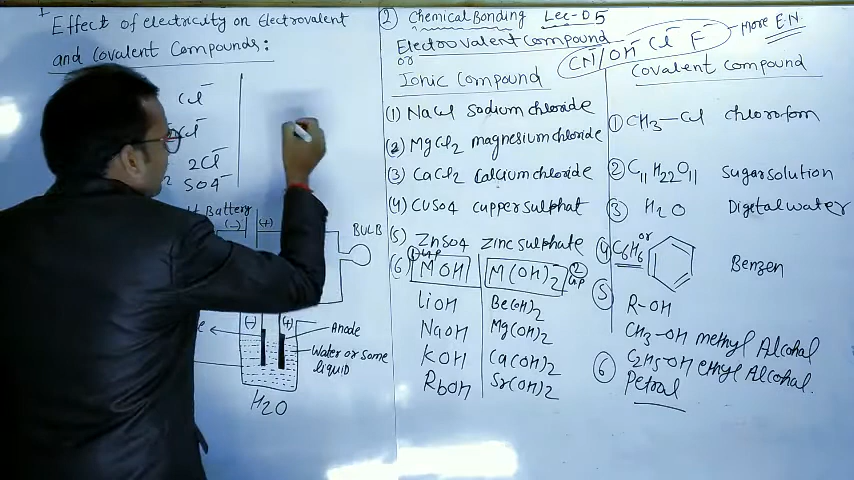 Effect of electricity on Electrovalent
and Covalent Compounds:
Cl⁻
Cl⁻
2Cl⁻
SO4⁻
Battery
(-) (+)
BULB
(-) (+)
Anode
Water or some
liquid
H2O
② Chemical Bonding Lec-05
Electrovalent Compound
or
Ionic Compound
CN⁻/OH⁻ Cl⁻ F⁻ More E.N.
(1) NaCl Sodium chloride
(2) MgCl2 magnesium chloride
(3) CaCl2 Calcium chloride
(4) CuSO4 Cupper sulphat
(5) ZnSO4 Zinc sulphate
(6) MOH M(OH)2
LiOH Be(OH)2
NaOH Mg(OH)2
KOH Ca(OH)2
RbOH Sr(OH)2
Covalent compound
① CH3-Cl chloroform
② C11H22O11 Sugar solution
③ H2O Digetal water
④ C6H6 or Benzen
⑤ R-OH
CH3-OH methyl Alcohal
C2H5-OH ethyl Alcohal.
⑥ Petral